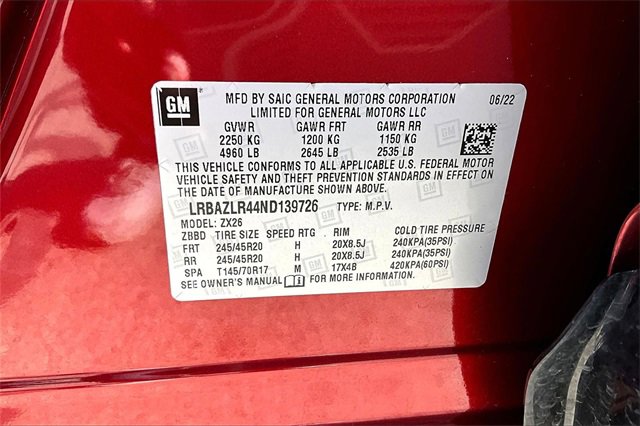 GM
MFD BY SAIC GENERAL MOTORS CORPORATION 06/22
LIMITED FOR GENERAL MOTORS LLC
GVWR GAWR FRT GAWR RR
2250 KG 1200 KG 1150 KG
4960 LB 2645 LB 2535 LB
THIS VEHICLE CONFORMS TO ALL APPLICABLE U.S. FEDERAL MOTOR
VEHICLE SAFETY AND THEFT PREVENTION STANDARDS IN EFFECT ON
THE DATE OF MANUFACTURE SHOWN ABOVE.
LRBAZLR44ND139726 TYPE: M.P.V.
MODEL: ZX26
ZBBD TIRE SIZE SPEED RTG RIM COLD TIRE PRESSURE
FRT 245/45R20 H 20X8.5J 240KPA(35PSI)
RR 245/45R20 H 20X8.5J 240KPA(35PSI)
SPA T145/70R17 M 17X4B 420KPA(60PSI)
SEE OWNER'S MANUAL FOR MORE INFORMATION.